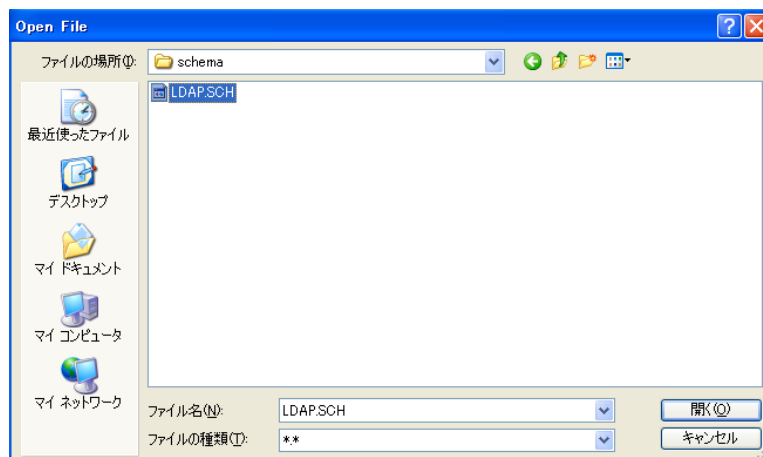 Open File
ファイルの場所(I):
schema
LDAP.SCH
最近使ったファイル
デスクトップ
マイ ドキュメント
マイ コンピュータ
マイ ネットワーク
ファイル名(N):
LDAP.SCH
開く(O)
ファイルの種類(T):
*.*
キャンセル